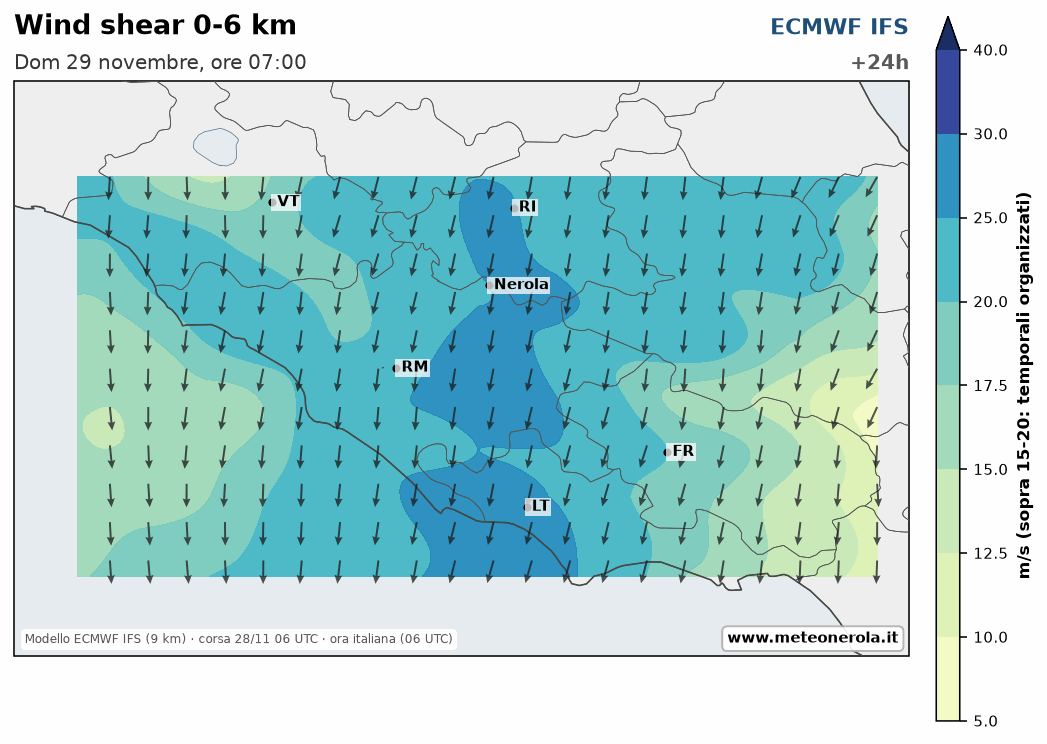 Wind shear 0-6 km
ECMWF IFS
Dom 29 novembre, ore 07:00
+24h
40.0
30.0
25.0
20.0
17.5
15.0
12.5
10.0
5.0
m/s (sopra 15-20: temporali organizzati)
VT
RI
Nerola
RM
FR
LT
Modello ECMWF IFS (9 km) · corsa 28/11 06 UTC · ora italiana (06 UTC)
www.meteonerola.it